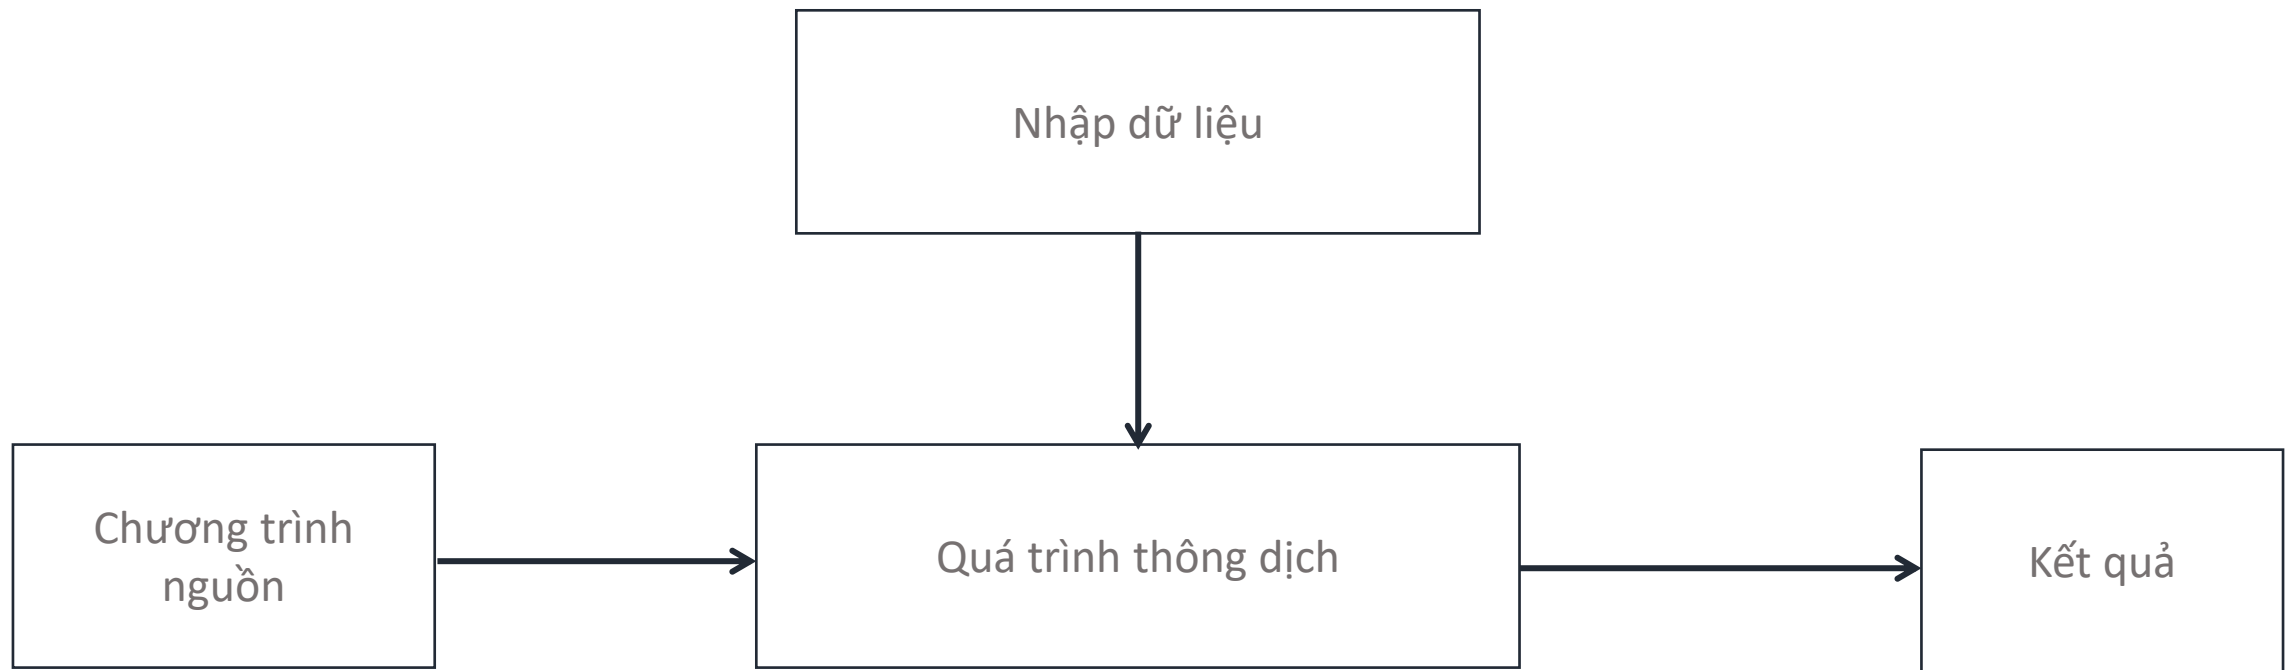 Nhập dữ liệu
Chương trình
nguồn
Quá trình thông dịch
Kết quả